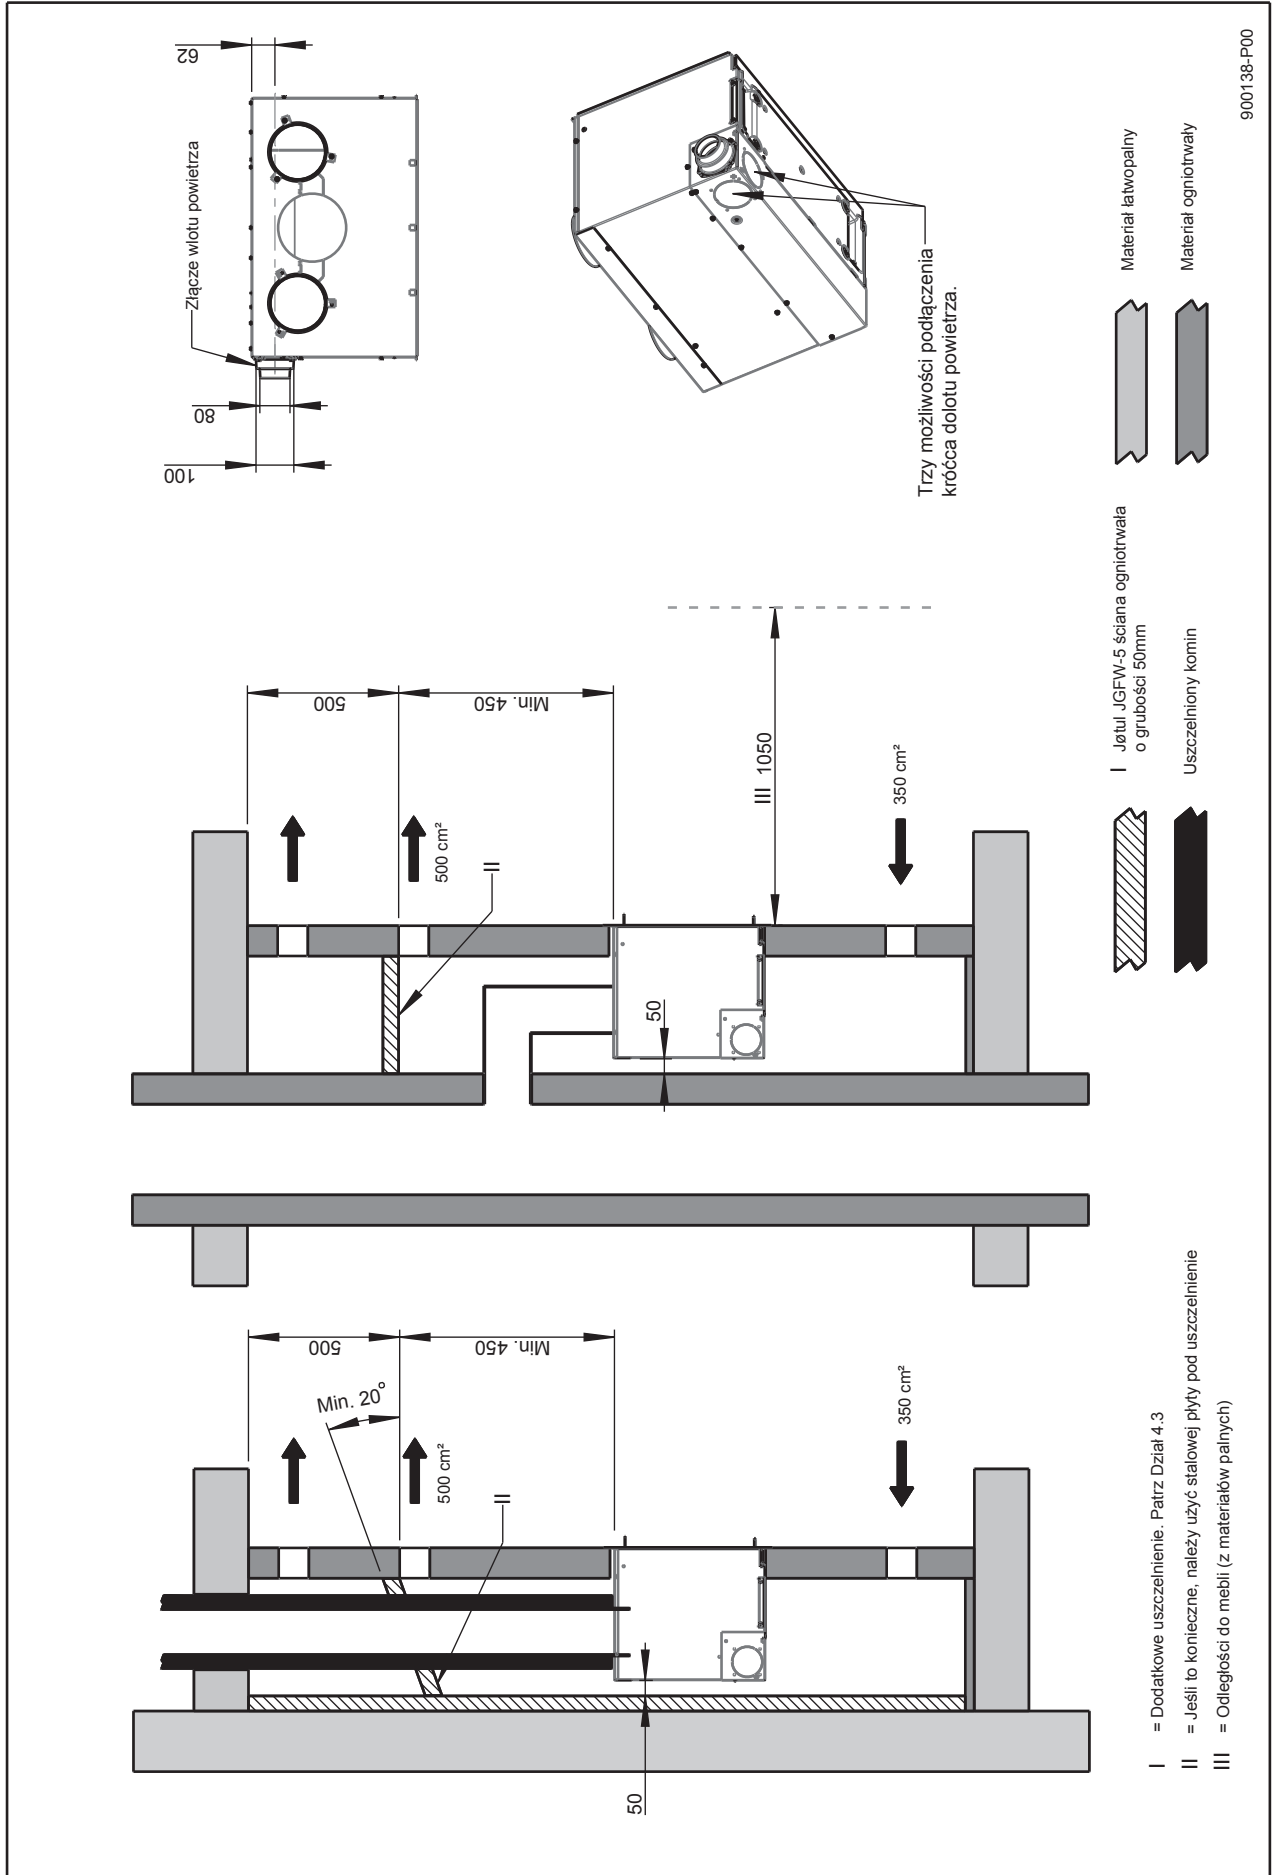 50
Min. 20°
500
Min. 450
500 cm²
II
350 cm²
I = Dodatkowe uszczelnienie. Patrz Dział 4.3
II = Jeśli to konieczne, należy użyć stalowej płyty pod uszczelnienie
III = Odległości do mebli (z materiałów palnych)
500
Min. 450
500 cm²
II
50
III 1050
350 cm²
I Jøtul JGFW-5 ściana ogniotrwała
o grubości 50mm
Uszczelniony komin
Materiał łatwopalny
Materiał ogniotrwały
100
80
62
Złącze wlotu powietrza
Trzy możliwości podłączenia
króćca dolotu powietrza.
900138-P00